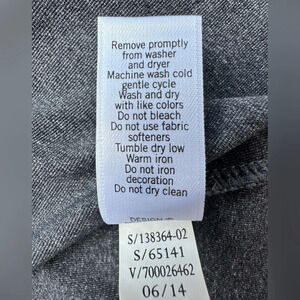 Remove promptly
from washer
and dryer
Machine wash cold
gentle cycle
Wash and dry
with like colors
Do not bleach
Do not use fabric
softeners
Tumble dry low
Warm iron
Do not iron
decoration
Do not dry clean
DESIGN ©
S/138364-02
S/65141
V/700026462
06/14